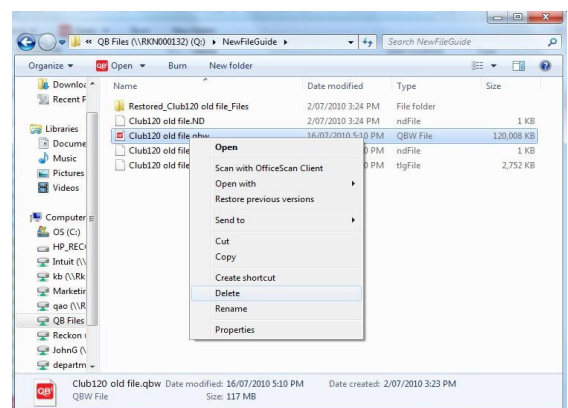 « QB Files (\\RKN000132) (Q:) ▸ NewFileGuide ▸
Search NewFileGuide
Organize ▾ QB Open ▾ Burn New folder
Name Date modified Type Size
Restored_Club120 old file_Files 2/07/2010 3:24 PM File folder
Club120 old file.ND 2/07/2010 3:24 PM ndFile 1 KB
Club120 old file.qbw 16/07/2010 5:10 PM QBW File 120,008 KB
Club120 old file PM ndFile 1 KB
Club120 old file PM tlgFile 2,752 KB
Downloa
Recent F
Libraries
Docume
Music
Pictures
Videos
Computer
OS (C:)
HP_REC
Intuit (\\
kb (\\Rk
Marketin
qao (\\R
QB Files
Reckon
JohnG (\
departm
Open
Scan with OfficeScan Client
Open with
Restore previous versions
Send to
Cut
Copy
Create shortcut
Delete
Rename
Properties
QB
Club120 old file.qbw Date modified: 16/07/2010 5:10 PM Date created: 2/07/2010 3:23 PM
QBW File Size: 117 MB